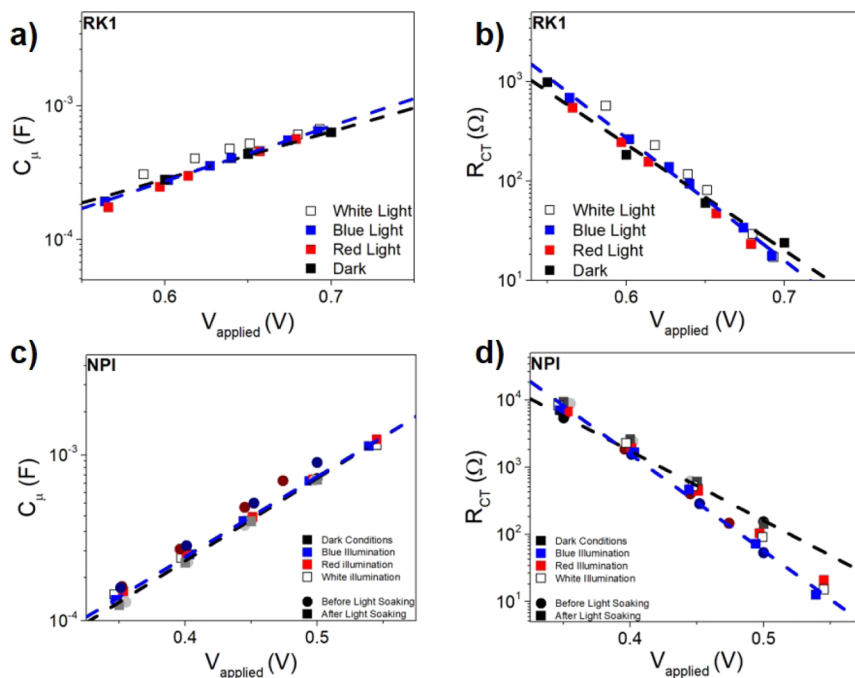 a)
RK1
10⁻³
10⁻⁴
Cμ (F)
White Light
Blue Light
Red Light
Dark
0.6
0.7
Vapplied (V)
b)
RK1
10³
10²
10¹
RCT (Ω)
White Light
Blue Light
Red Light
Dark
0.6
0.7
Vapplied (V)
c)
NPI
10⁻³
10⁻⁴
Cμ (F)
Dark Conditions
Blue Illumination
Red illumination
White illumination
Before Light Soaking
After Light Soaking
0.4
0.5
Vapplied (V)
d)
NPI
10⁴
10³
10²
10¹
RCT (Ω)
Dark Conditions
Blue Illumination
Red Illumination
White Illumination
Before Light Soaking
After Light Soaking
0.4
0.5
Vapplied (V)